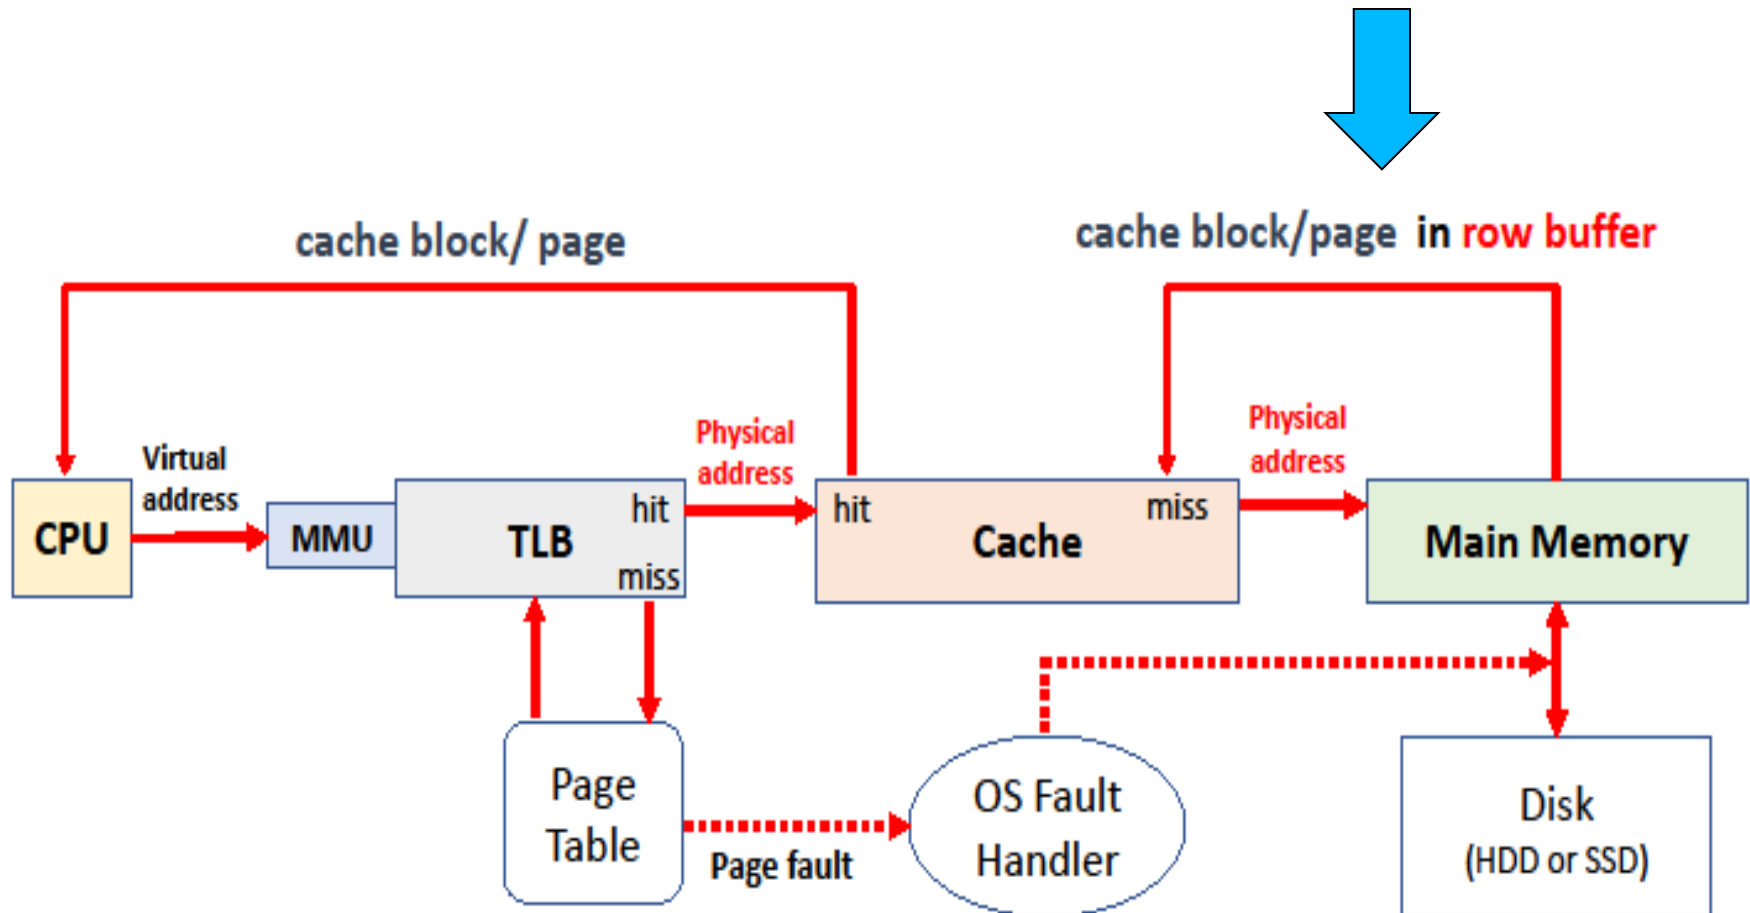 cache block/ page
cache block/page in row buffer
Virtual
address
Physical
address
Physical
address
CPU
MMU
TLB
hit
miss
hit
Cache
miss
Main Memory
Page
Table
Page fault
OS Fault
Handler
Disk
(HDD or SSD)